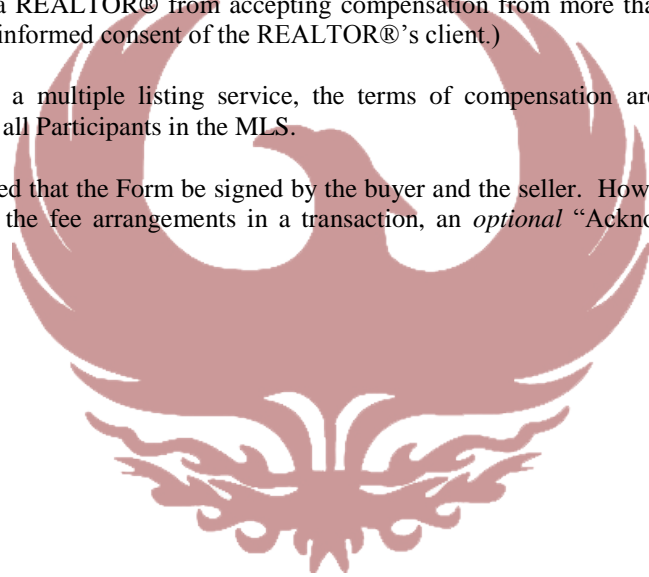 a REALTOR® from accepting compensation from more tha
informed consent of the REALTOR®'s client.)
a multiple listing service, the terms of compensation ar
all Participants in the MLS.
ed that the Form be signed by the buyer and the seller. How
the fee arrangements in a transaction, an optional “Ackno